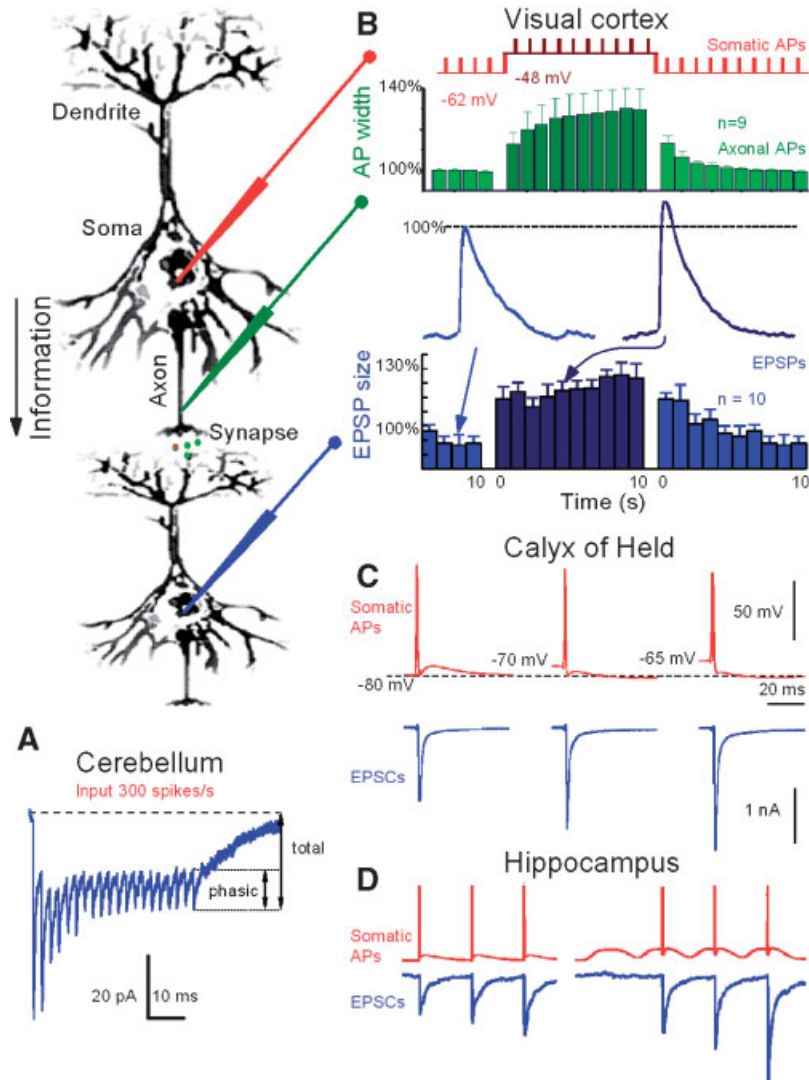 B
Visual cortex
Somatic APs
-48 mV
-62 mV
AP width
140%
100%
n=9
Axonal APs
Dendrite
Soma
Information
Axon
Synapse
100%
EPSP size
130%
100%
EPSPs
n = 10
10
0
10
0
10
Time (s)
Calyx of Held
C
Somatic
APs
-80 mV
-70 mV
-65 mV
50 mV
20 ms
EPSCs
1 nA
A
Cerebellum
Input 300 spikes/s
total
phasic
20 pA
10 ms
Hippocampus
D
Somatic
APs
EPSCs